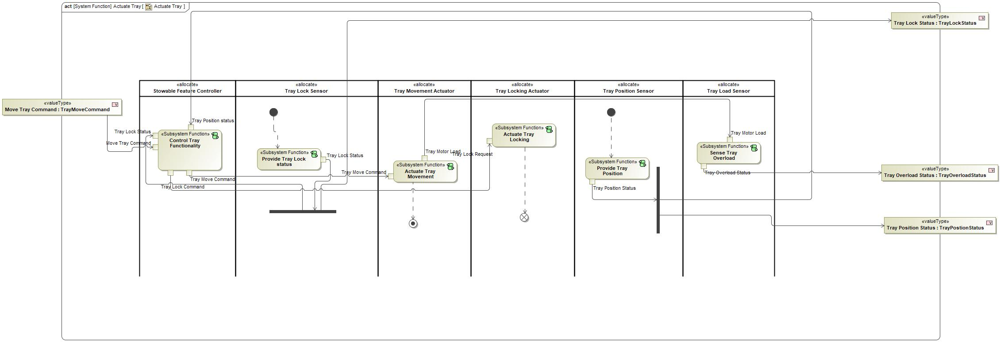 act [System Function] Actuate Tray [ Actuate Tray ]
«valueType»
Tray Lock Status : TrayLockStatus
«allocate»
Stowable Feature Controller
«allocate»
Tray Lock Sensor
«allocate»
Tray Movement Actuator
«allocate»
Tray Locking Actuator
«allocate»
Tray Position Sensor
«allocate»
Tray Load Sensor
«valueType»
Move Tray Command : TrayMoveCommand
Tray Position status
Tray Lock Status
Move Tray Command
«Subsystem Function»
Control Tray
Functionality
Tray Move Command
Tray Lock Command
«Subsystem Function»
Provide Tray Lock
status
Tray Lock Status
Tray Move Command
Tray Motor Load
«Subsystem Function»
Actuate Tray
Movement
Tray Lock Request
«Subsystem Function»
Actuate Tray
Locking
«Subsystem Function»
Provide Tray
Position
Tray Position Status
Tray Motor Load
«Subsystem Function»
Sense Tray
Overload
Tray Overload Status
«valueType»
Tray Overload Status : TrayOverloadStatus
«valueType»
Tray Position Status : TrayPostionStatus